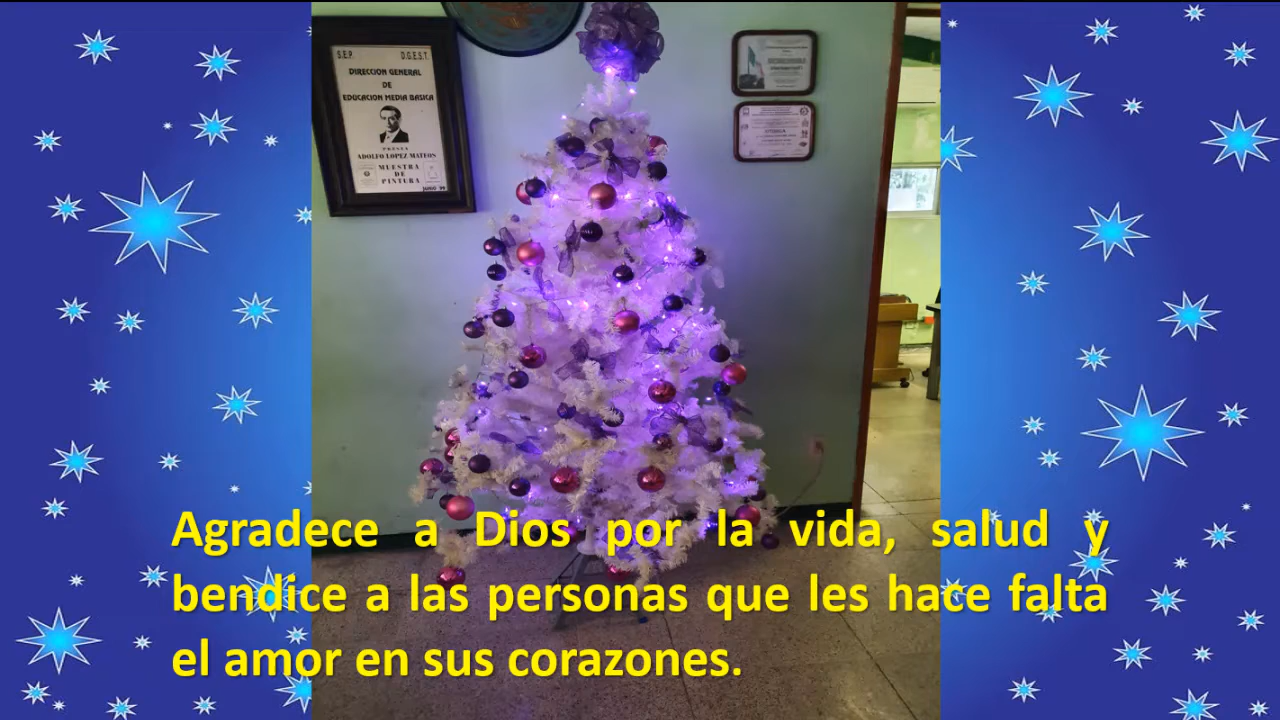 S.E.P. D.G.E.S.T.
DIRECCION GENERAL
DE
EDUCACION MEDIA BASICA
PRESEA
ADOLFO LOPEZ MATEOS
MUESTRA
DE
PINTURA
Agradece a Dios por la vida, salud y
bendice a las personas que les hace falta
el amor en sus corazones.